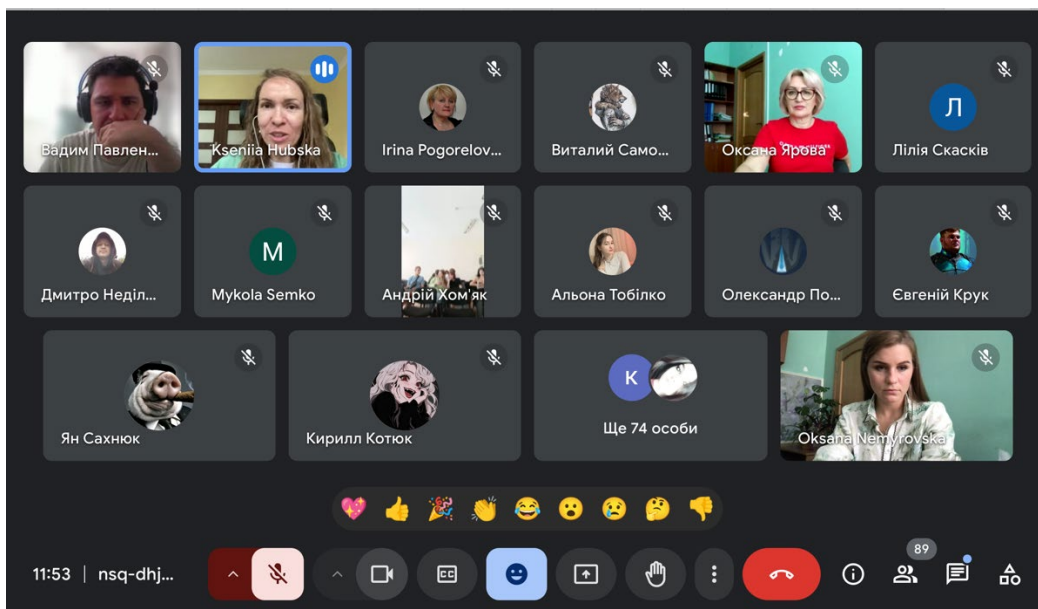 Вадим Павлен...
Kseniia Hubska
Irina Pogorelov...
Виталий Само...
Оксана Ярова
Л
Лілія Скасків
Дмитро Неділ...
M
Mykola Semko
Андрій Хом'як
Альона Тобілко
Олександр По...
Євгеній Крук
Ян Сахнюк
Кирилл Котюк
К
Ще 74 особи
Oksana Nemyrovska
11:53 | nsq-dhj...
CC
89